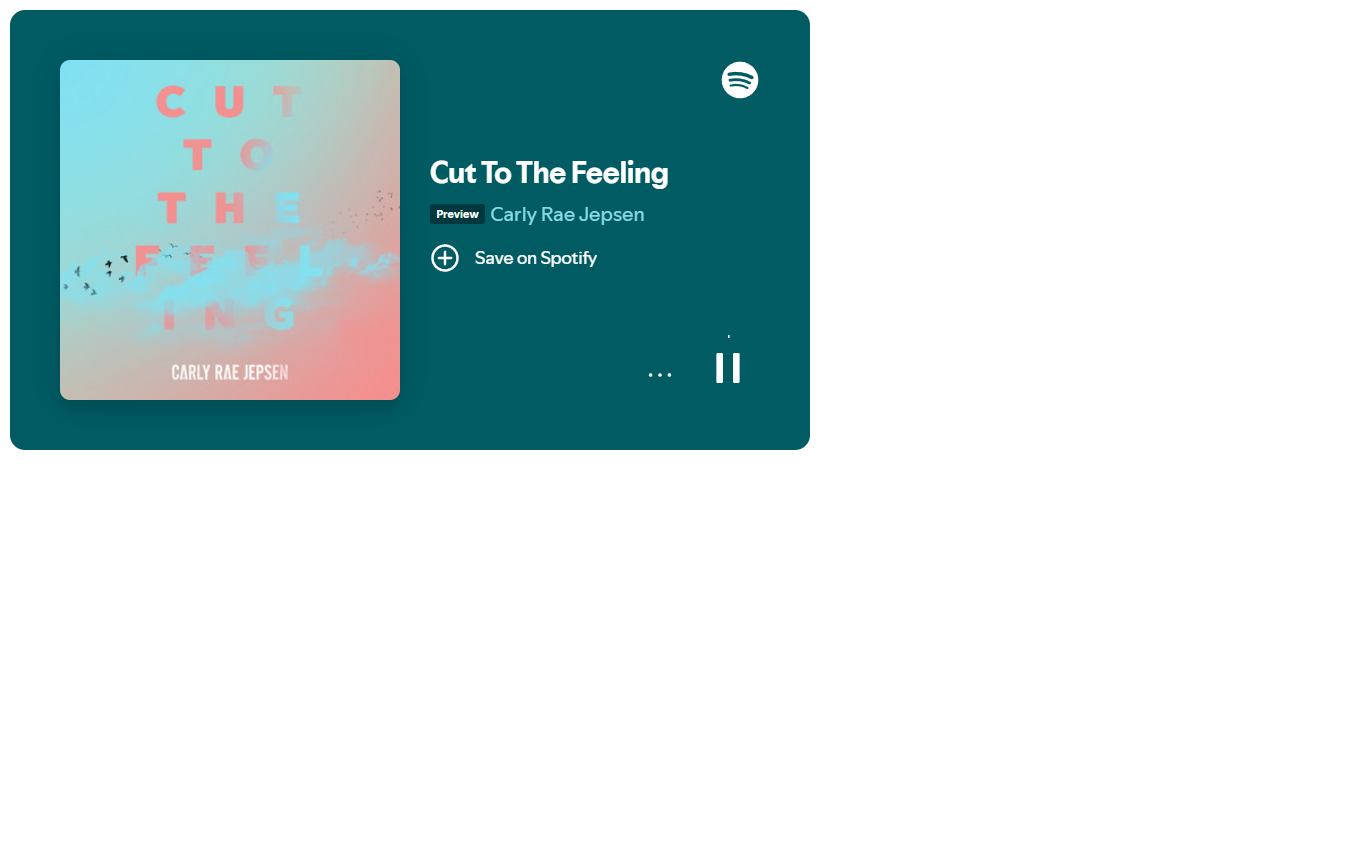 CUT
TO
THE
FEEL
ING
CARLY RAE JEPSEN
Cut To The Feeling
Preview Carly Rae Jepsen
Save on Spotify